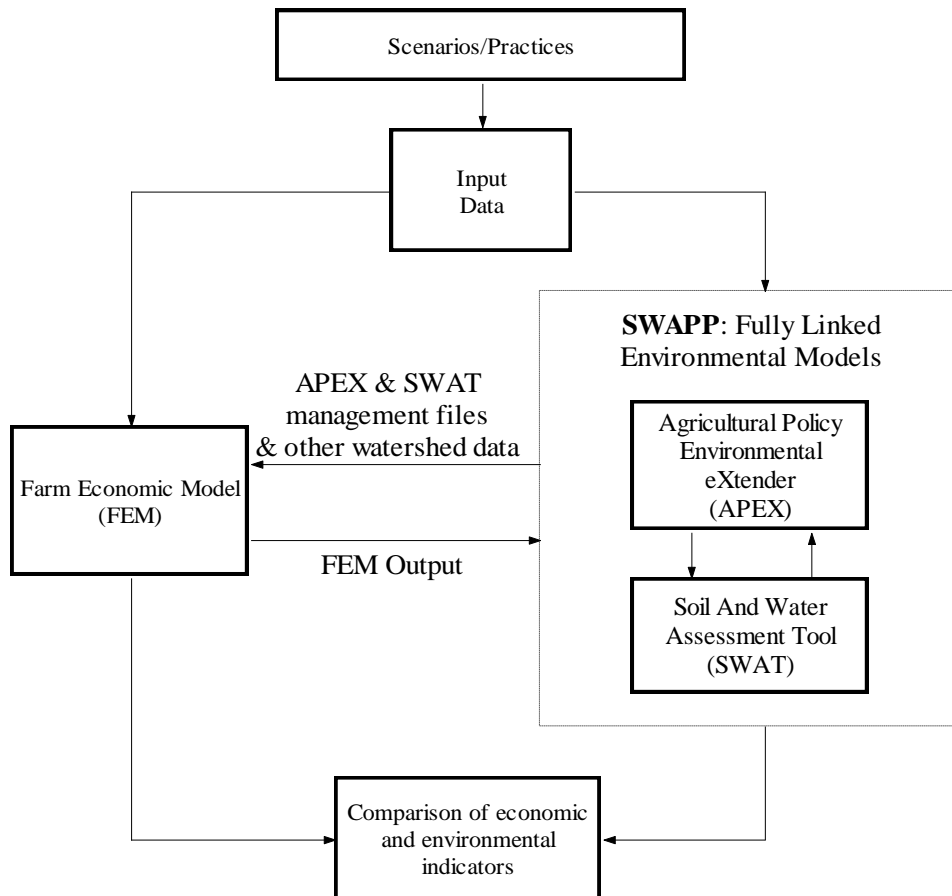 Scenarios/Practices
Input
Data
SWAPP: Fully Linked
Environmental Models
APEX & SWAT
management files
& other watershed data
Agricultural Policy
Environmental
eXtender
(APEX)
Farm Economic Model
(FEM)
FEM Output
Soil And Water
Assessment Tool
(SWAT)
Comparison of economic
and environmental
indicators